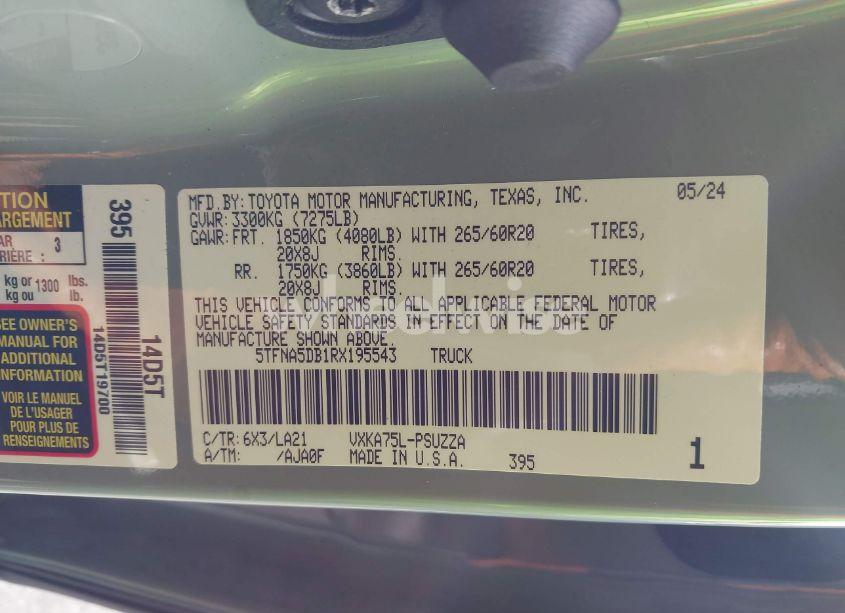 MFD.BY: TOYOTA MOTOR MANUFACTURING, TEXAS, INC. 05/24
GVWR: 3300KG (7275LB)
GAWR: FRT. 1850KG (4080LB) WITH 265/60R20 TIRES,
20X8J RIMS.
RR. 1750KG (3860LB) WITH 265/60R20 TIRES,
20X8J RIMS.
THIS VEHICLE CONFORMS TO ALL APPLICABLE FEDERAL MOTOR
VEHICLE SAFETY STANDARDS IN EFFECT ON THE DATE OF
MANUFACTURE SHOWN ABOVE.
5TFNA5DB1RX195543 TRUCK
C/TR: 6X3/LA21 VXKA75L-PSUZZA
A/TM: /AJA0F MADE IN U.S.A. 395 1
kg or 1300 lbs.
kg ou lb.
3
SEE OWNER'S
MANUAL FOR
ADDITIONAL
INFORMATION
VOIR LE MANUEL
DE L'USAGER
POUR PLUS DE
RENSEIGNEMENTS
395
14D5T
14D5T19700